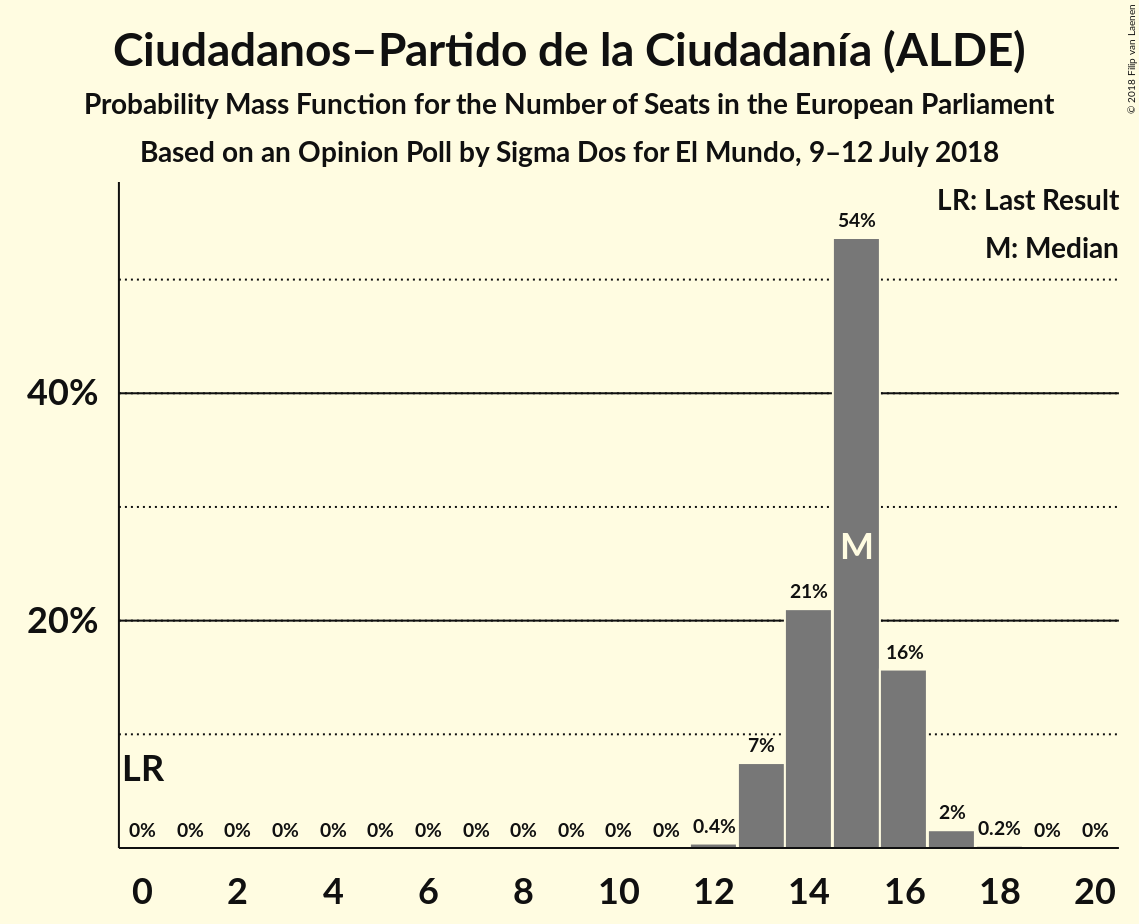 Ciudadanos–Partido de la Ciudadanía (ALDE)
Probability Mass Function for the Number of Seats in the European Parliament
Based on an Opinion Poll by Sigma Dos for El Mundo, 9–12 July 2018
© 2018 Filip van Laenen
LR: Last Result
M: Median
54%
40%
M
21%
20%
16%
7%
LR
0% 0% 0% 0% 0% 0% 0% 0% 0% 0% 0% 0% 0.4% 2% 0.2% 0% 0%
0 2 4 6 8 10 12 14 16 18 20